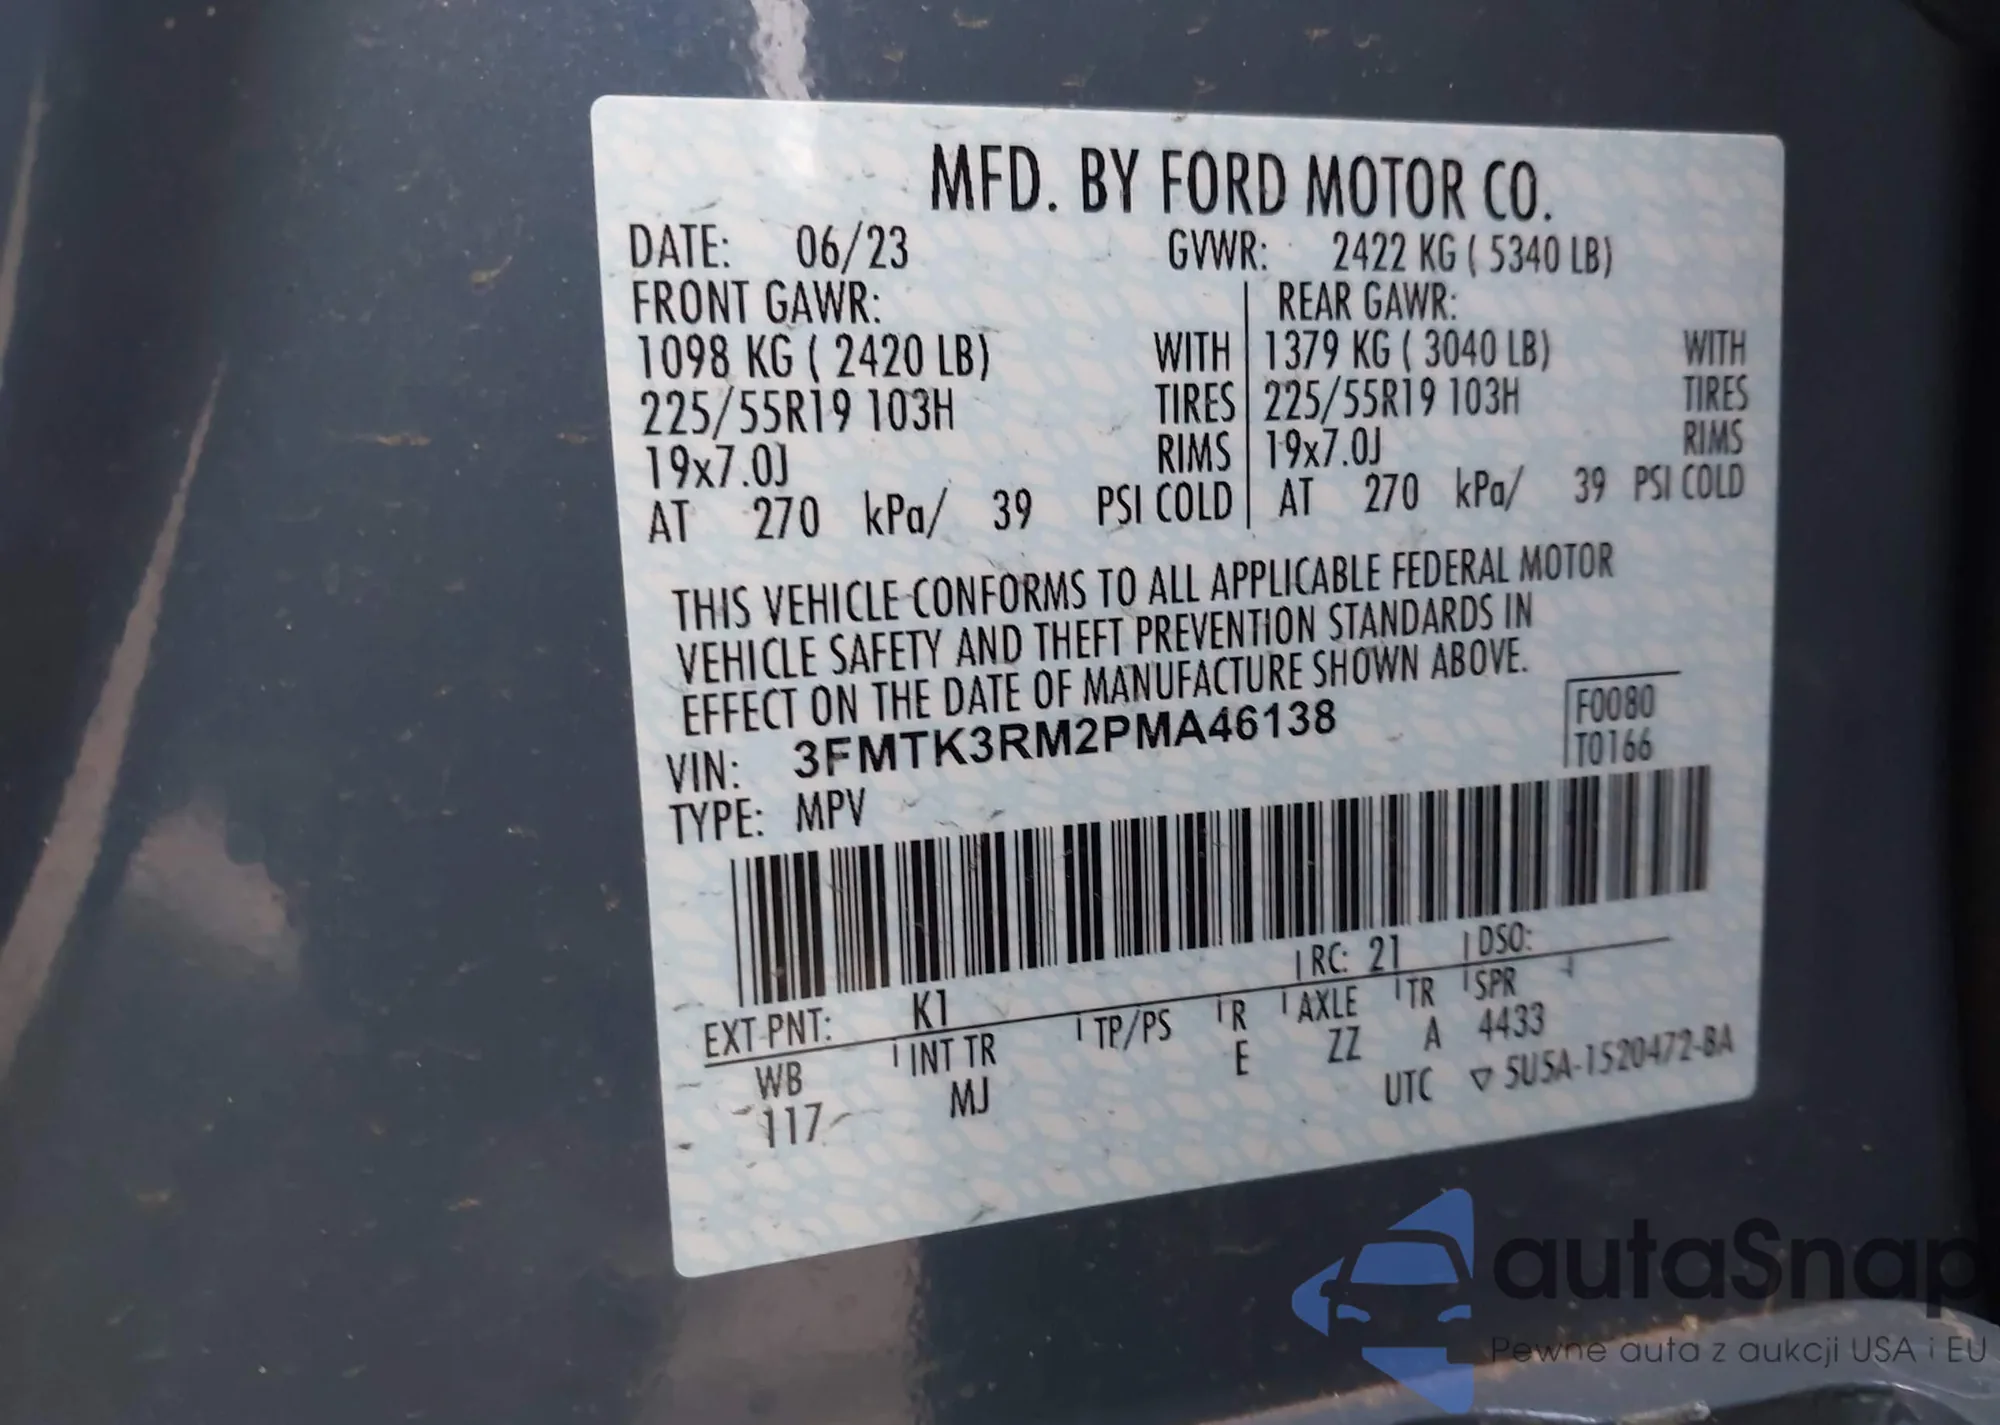 MFD. BY FORD MOTOR CO.
DATE: 06/23 GVWR: 2422 KG ( 5340 LB)
FRONT GAWR: REAR GAWR:
1098 KG ( 2420 LB) WITH 1379 KG ( 3040 LB) WITH
225/55R19 103H TIRES 225/55R19 103H TIRES
19x7.0J RIMS 19x7.0J RIMS
AT 270 kPa/ 39 PSI COLD AT 270 kPa/ 39 PSI COLD
THIS VEHICLE CONFORMS TO ALL APPLICABLE FEDERAL MOTOR
VEHICLE SAFETY AND THEFT PREVENTION STANDARDS IN
EFFECT ON THE DATE OF MANUFACTURE SHOWN ABOVE.
VIN: 3FMTK3RM2PMA46138 F0080
TYPE: MPV T0166
EXT PNT: K1 RC: 21 DSO:
WB INT TR TP/PS R AXLE TR SPR
117 MJ E ZZ A 4433
UTC ▽ 5U5A-1520472-BA
autaSnap
Pewne auta z aukcji USA i EU